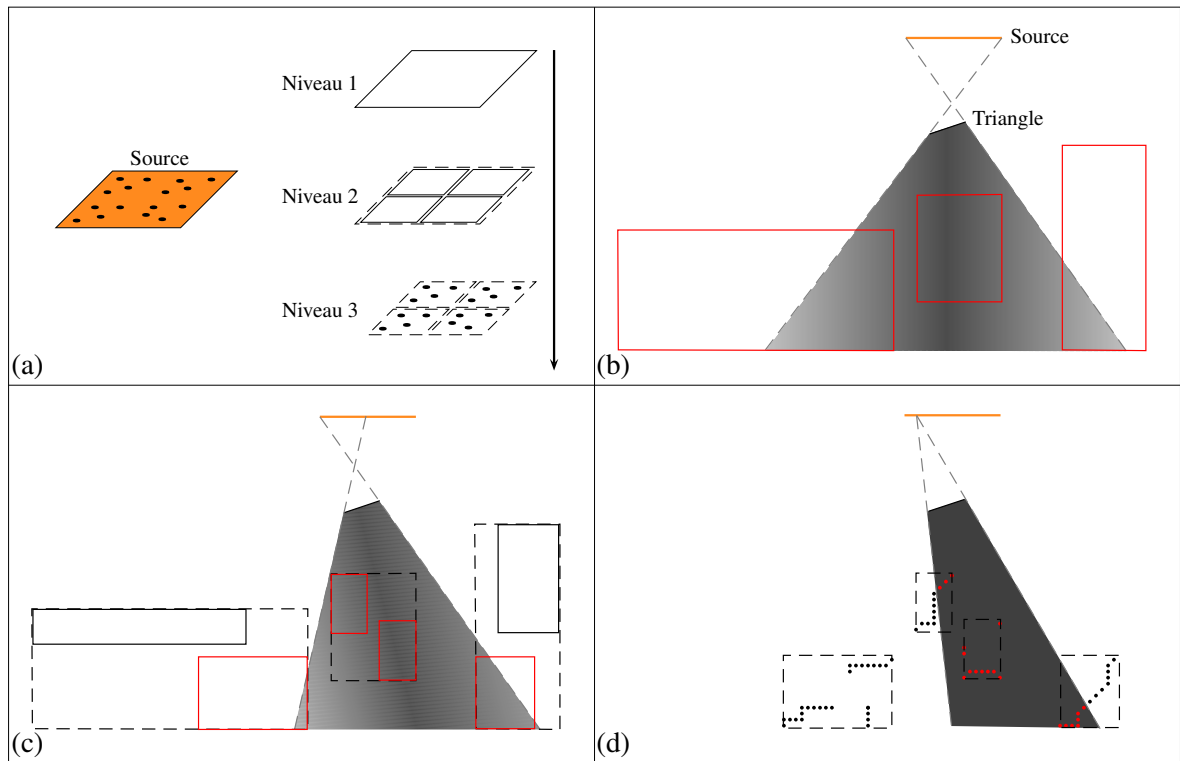 Niveau 1
Source
Niveau 2
Niveau 3
(a)
Source
Triangle
(b)
(c)
(d)